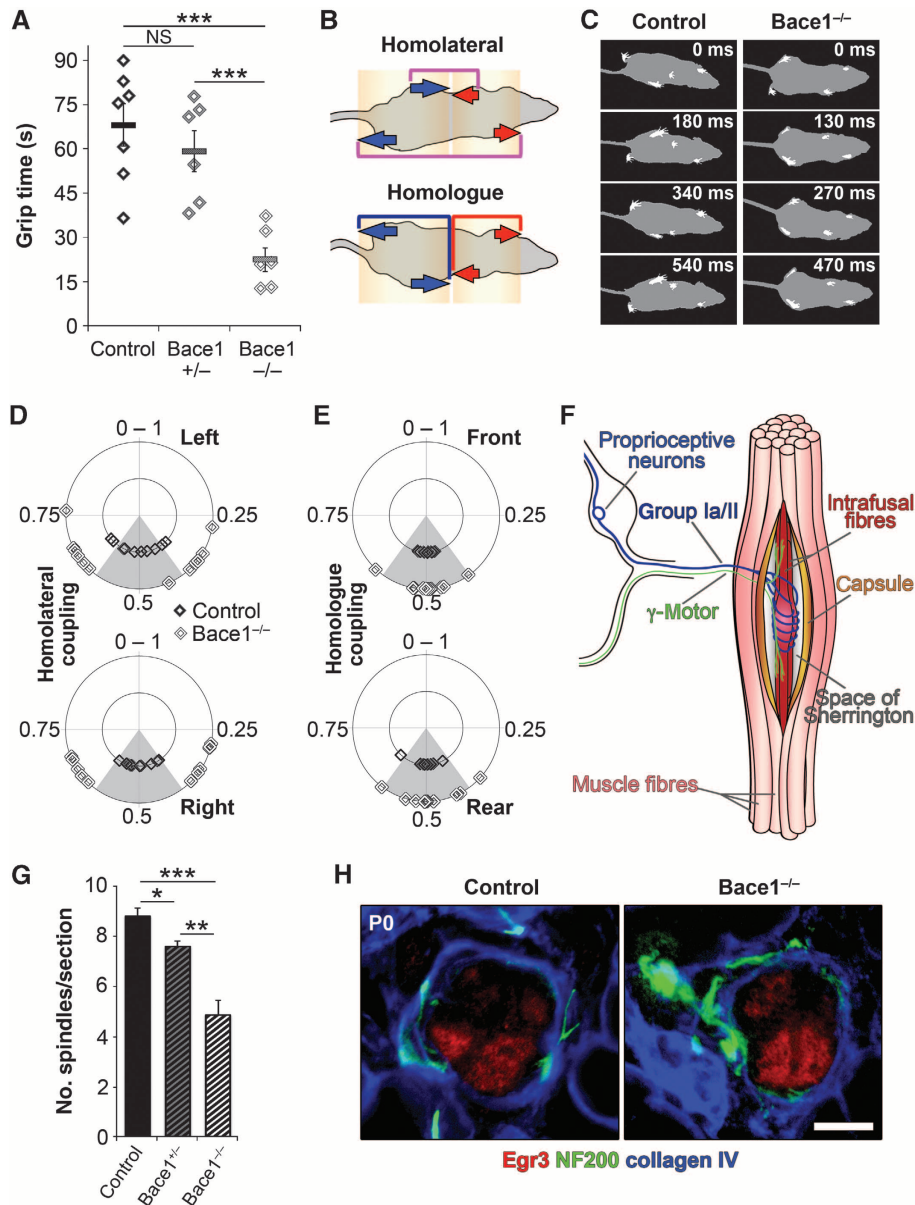 A
***
NS
***
90
75
60
45
30
15
0
Grip time (s)
Control
Bace1
+/–
Bace1
–/–
B
Homolateral
Homologue
C
Control
Bace1–/–
0 ms
0 ms
180 ms
130 ms
340 ms
270 ms
540 ms
470 ms
D
0 – 1
Left
0.75
0.25
0.5
Homolateral
coupling
Control
Bace1–/–
0 – 1
0.75
0.25
Right
0.5
E
0 – 1
Front
0.75
0.25
0.5
Homologue
coupling
0 – 1
0.75
0.25
0.5
Rear
F
Proprioceptive
neurons
Group Ia/II
Intrafusal
fibres
Capsule
γ-Motor
Space of
Sherrington
Muscle fibres
G
***
*
**
10
8
6
4
2
0
No. spindles/section
Control
Bace1+/–
Bace1–/–
H
Control
Bace1–/–
P0
Egr3 NF200 collagen IV